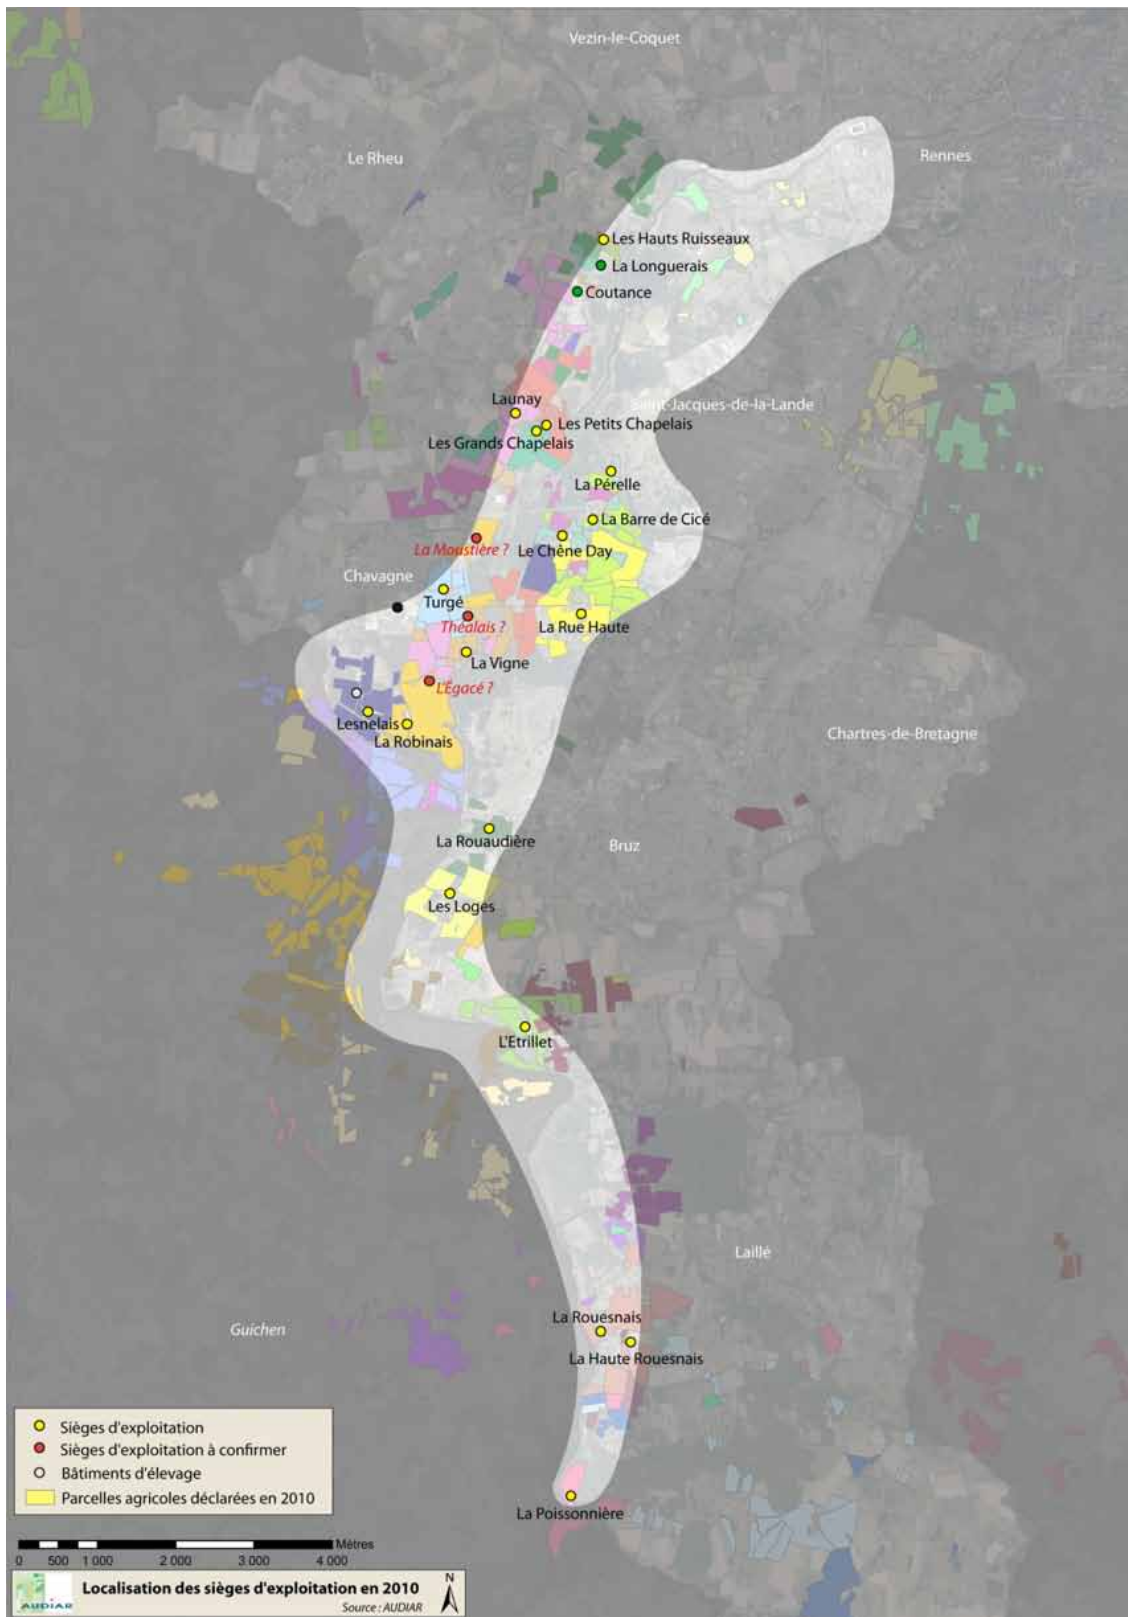 Vezin-le-Coquet
Le Rheu
Rennes
Les Hauts Ruisseaux
La Longuerais
Coutance
Launay
Saint-Jacques-de-la-Lande
Les Petits Chapelais
Les Grands Chapelais
La Pérelle
La Barre de Cicé
La Moustière ?
Le Chêne Day
Chavagne
Turgé
Théalais ?
La Rue Haute
La Vigne
L'Égacé ?
Lesnelais
La Robinais
Chartres-de-Bretagne
La Rouaudière
Bruz
Les Loges
L'Etrillet
Laillé
La Rouesnais
Guichen
La Haute Rouesnais
Sièges d'exploitation
Sièges d'exploitation à confirmer
Bâtiments d'élevage
Parcelles agricoles déclarées en 2010
La Poissonnière
Mètres
0 500 1 000 2 000 3 000 4 000
Localisation des sièges d'exploitation en 2010
N
AUDIAR
Source : AUDIAR